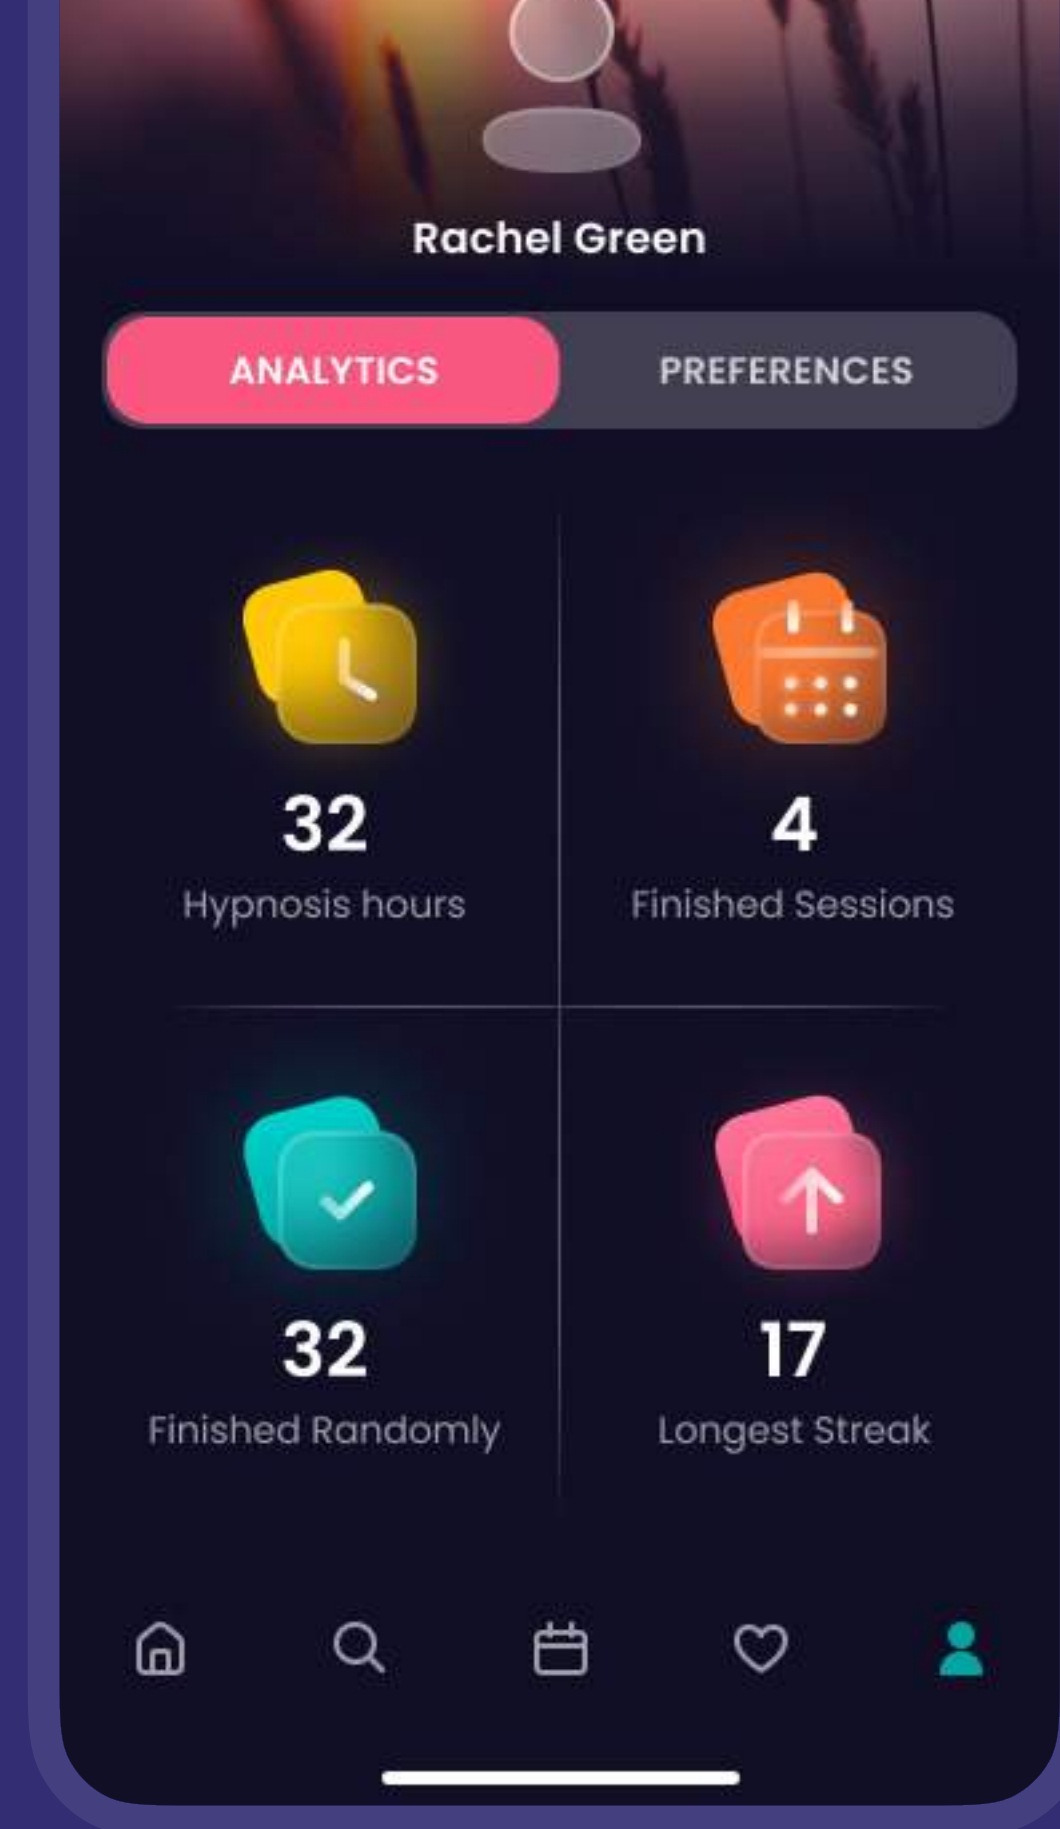 Rachel Green
ANALYTICS
PREFERENCES
32
4
Hypnosis hours
Finished Sessions
32
17
Finished Randomly
Longest Streak